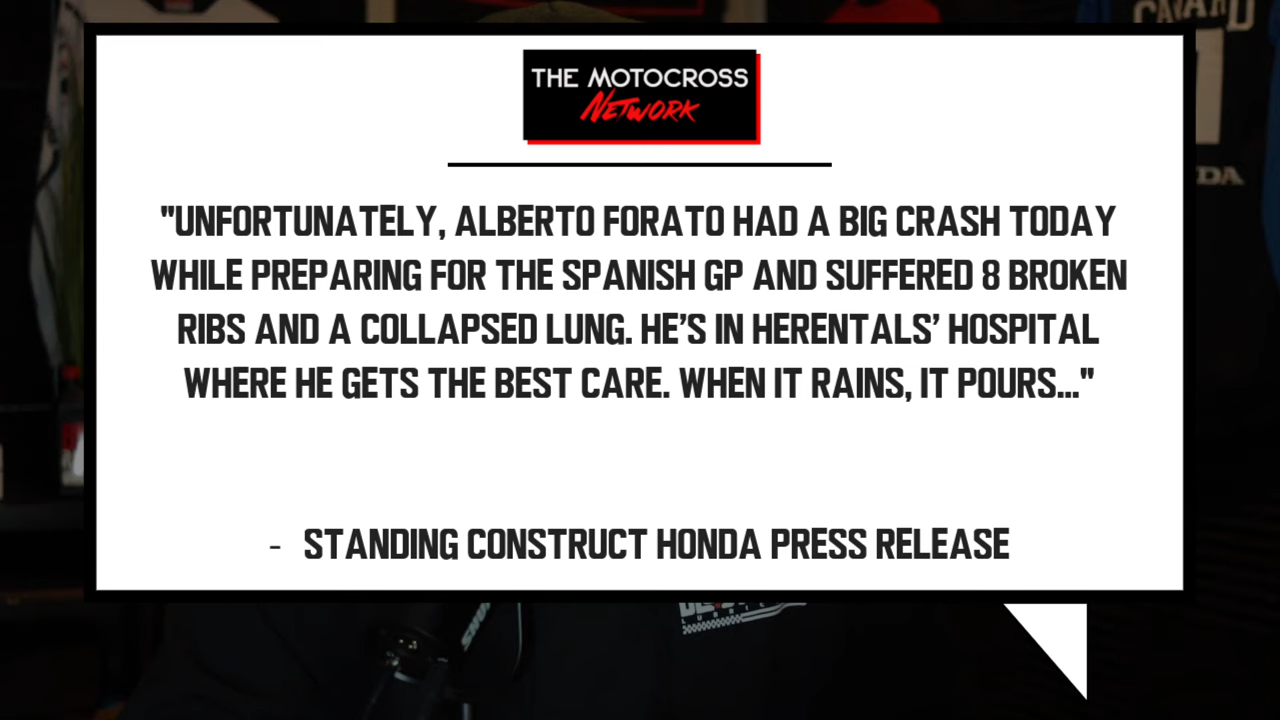 CANARD
1
THE MOTOCROSS
NETWORK
"UNFORTUNATELY, ALBERTO FORATO HAD A BIG CRASH TODAY
WHILE PREPARING FOR THE SPANISH GP AND SUFFERED 8 BROKEN
RIBS AND A COLLAPSED LUNG. HE’S IN HERENTALS’ HOSPITAL
WHERE HE GETS THE BEST CARE. WHEN IT RAINS, IT POURS..."
- STANDING CONSTRUCT HONDA PRESS RELEASE